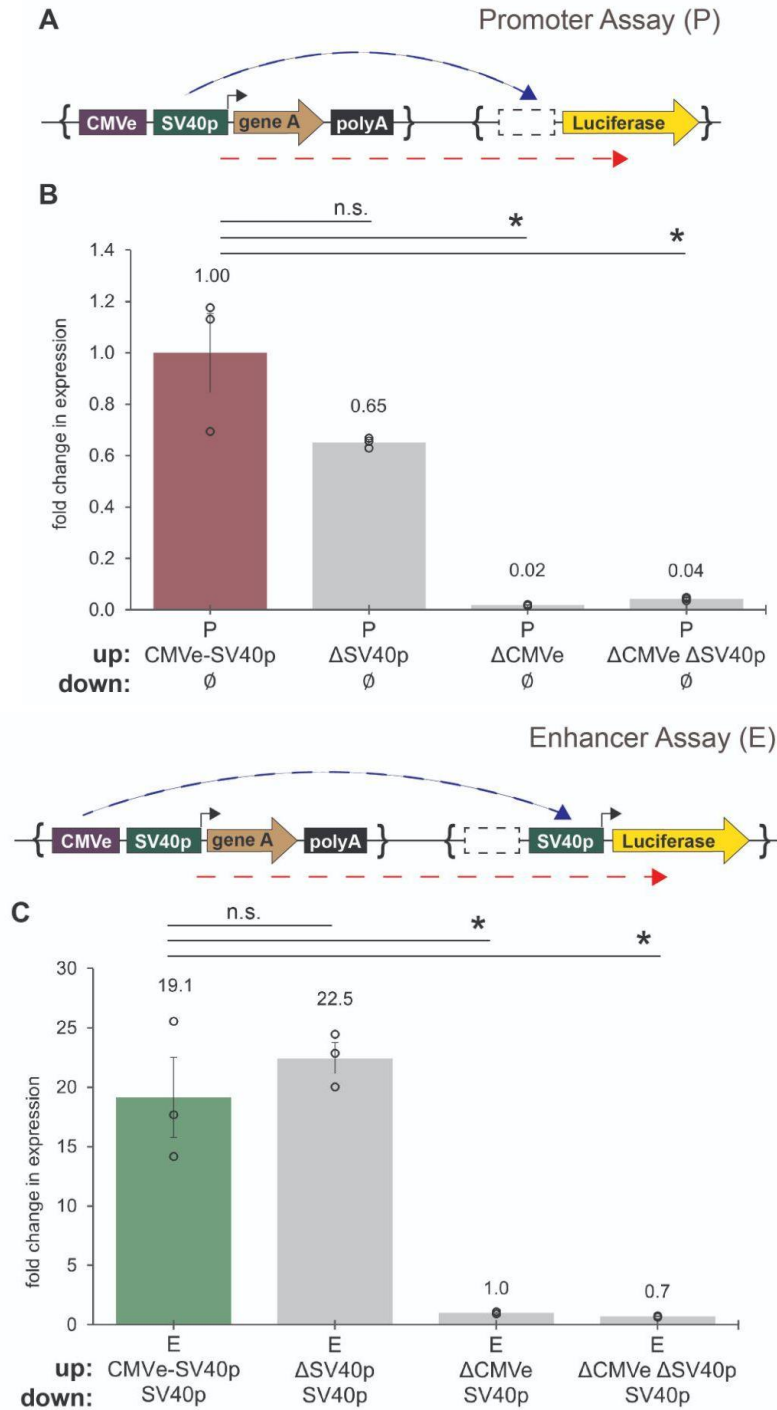 A
Promoter Assay (P)
{ CMVe SV40p gene A polyA } { Luciferase }
B
n.s.
*
*
fold change in expression
1.4
1.2
1.0
0.8
0.6
0.4
0.2
0.0
1.00
0.65
0.02
0.04
P P P P
up: CMVe-SV40p ΔSV40p ΔCMVe ΔCMVe ΔSV40p
down: ∅ ∅ ∅ ∅
Enhancer Assay (E)
{ CMVe SV40p gene A polyA } { SV40p Luciferase }
C
n.s.
*
*
fold change in expression
30
25
20
15
10
5
0
19.1
22.5
1.0
0.7
E E E E
up: CMVe-SV40p ΔSV40p ΔCMVe ΔCMVe ΔSV40p
down: SV40p SV40p SV40p SV40p